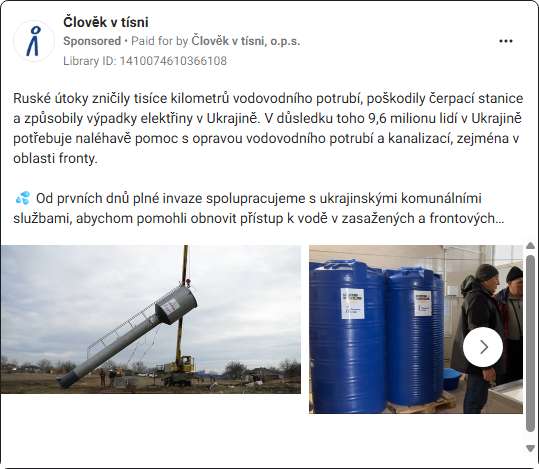 Člověk v tísni
Sponsored • Paid for by Člověk v tísni, o.p.s.
Library ID: 1410074610366108
Ruské útoky zničily tisíce kilometrů vodovodního potrubí, poškodily čerpací stanice
a způsobily výpadky elektřiny v Ukrajině. V důsledku toho 9,6 milionu lidí v Ukrajině
potřebuje naléhavě pomoc s opravou vodovodního potrubí a kanalizací, zejména v
oblasti fronty.
💦 Od prvních dnů plné invaze spolupracujeme s ukrajinskými komunálními
službami, abychom pomohli obnovit přístup k vodě v zasažených a frontových...